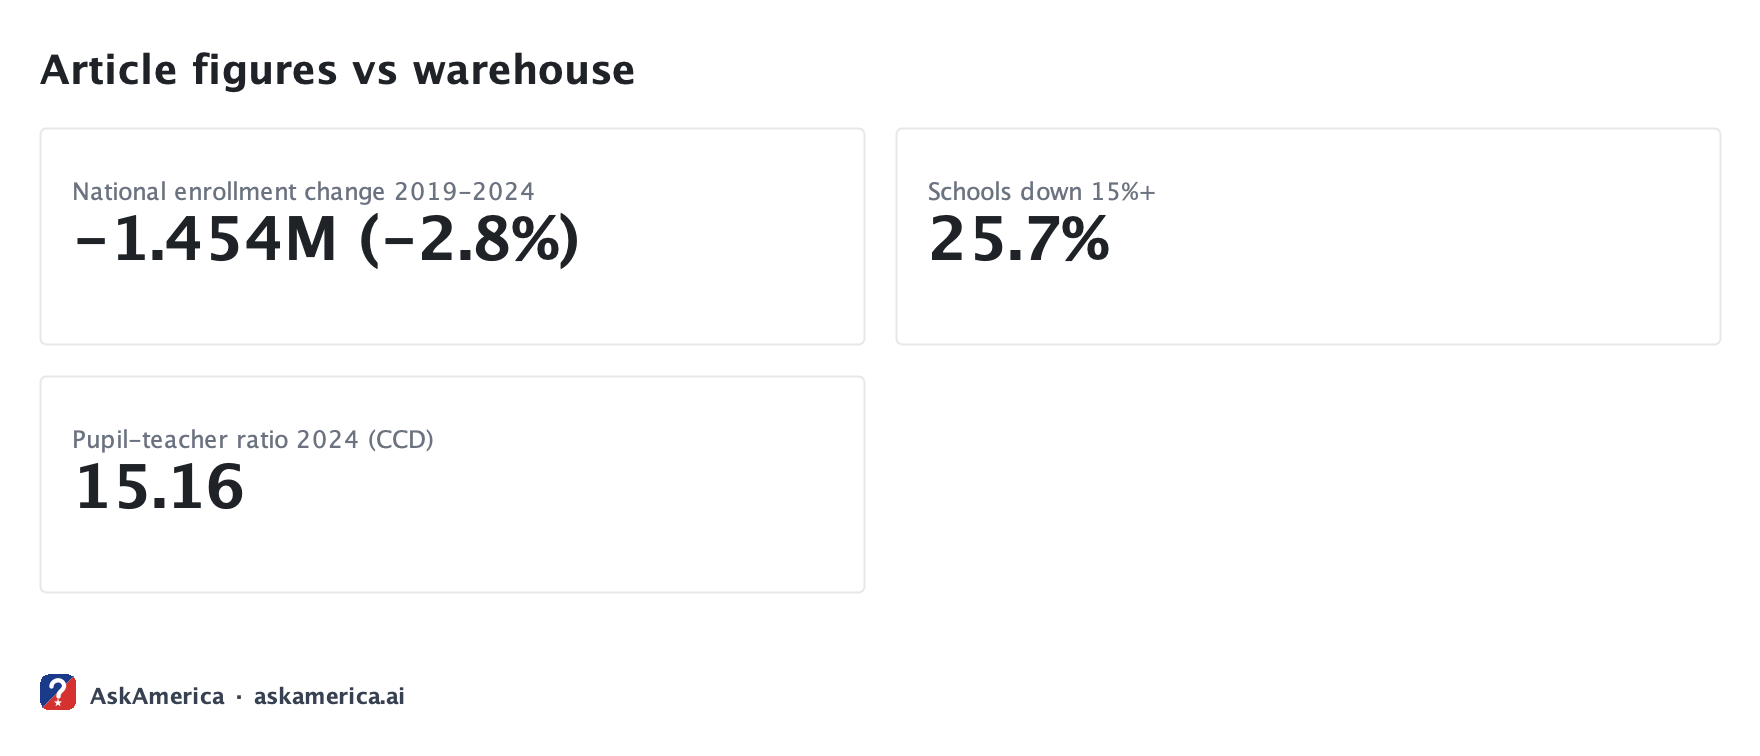 Article figures vs warehouse
National enrollment change 2019–2024
−1.454M (−2.8%)
Schools down 15%+
25.7%
Pupil–teacher ratio 2024 (CCD)
15.16
AskAmerica · askamerica.ai